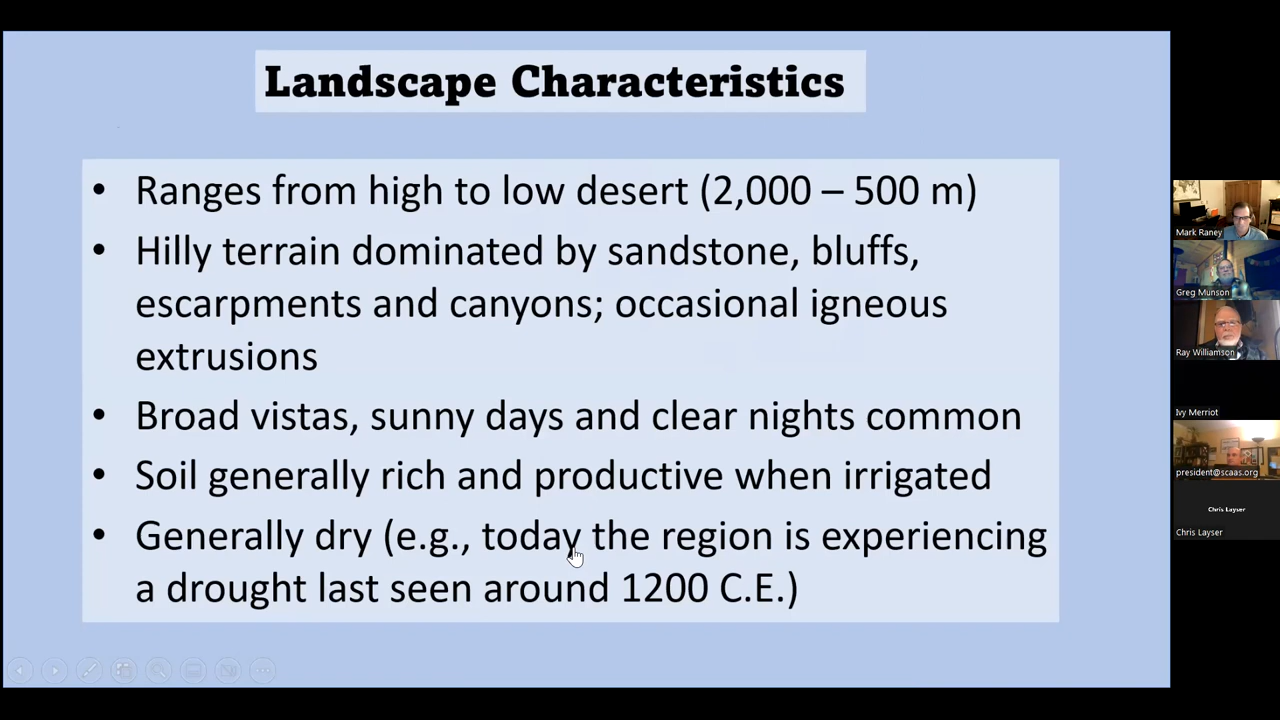 Landscape Characteristics
• Ranges from high to low desert (2,000 – 500 m)
• Hilly terrain dominated by sandstone, bluffs,
escarpments and canyons; occasional igneous
extrusions
• Broad vistas, sunny days and clear nights common
• Soil generally rich and productive when irrigated
• Generally dry (e.g., today the region is experiencing
a drought last seen around 1200 C.E.)
Mark Raney
Greg Munson
Ray Williamson
Ivy Merriot
president@scaas.org
Chris Layser
Chris Layser